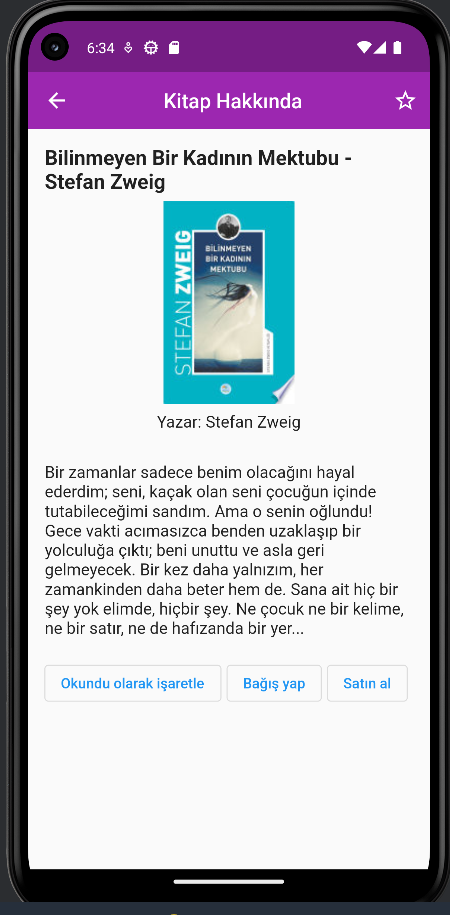 6:34
Kitap Hakkında
Bilinmeyen Bir Kadının Mektubu -
Stefan Zweig
STEFAN ZWEIG
BİLİNMEYEN
BİR KADININ
MEKTUBU
Yazar: Stefan Zweig
Bir zamanlar sadece benim olacağını hayal
ederdim; seni, kaçak olan seni çocuğun içinde
tutabileceğimi sandım. Ama o senin oğlundu!
Gece vakti acımasızca benden uzaklaşıp bir
yolculuğa çıktı; beni unuttu ve asla geri
gelmeyecek. Bir kez daha yalnızım, her
zamankinden daha beter hem de. Sana ait hiç bir
şey yok elimde, hiçbir şey. Ne çocuk ne bir kelime,
ne bir satır, ne de hafızanda bir yer...
Okundu olarak işaretle
Bağış yap
Satın al